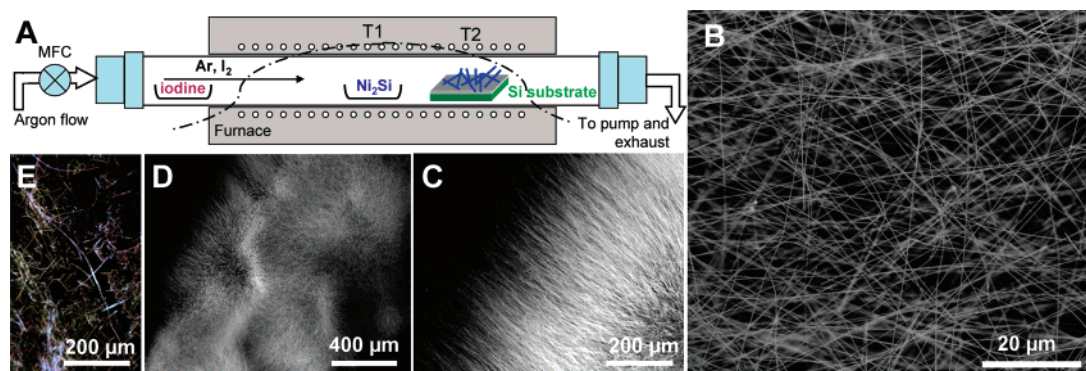 A
MFC
Argon flow
Ar, I₂
iodine
Furnace
T1
T2
Ni₂Si
Si substrate
To pump and
exhaust
B
20 µm
E
200 µm
D
400 µm
C
200 µm